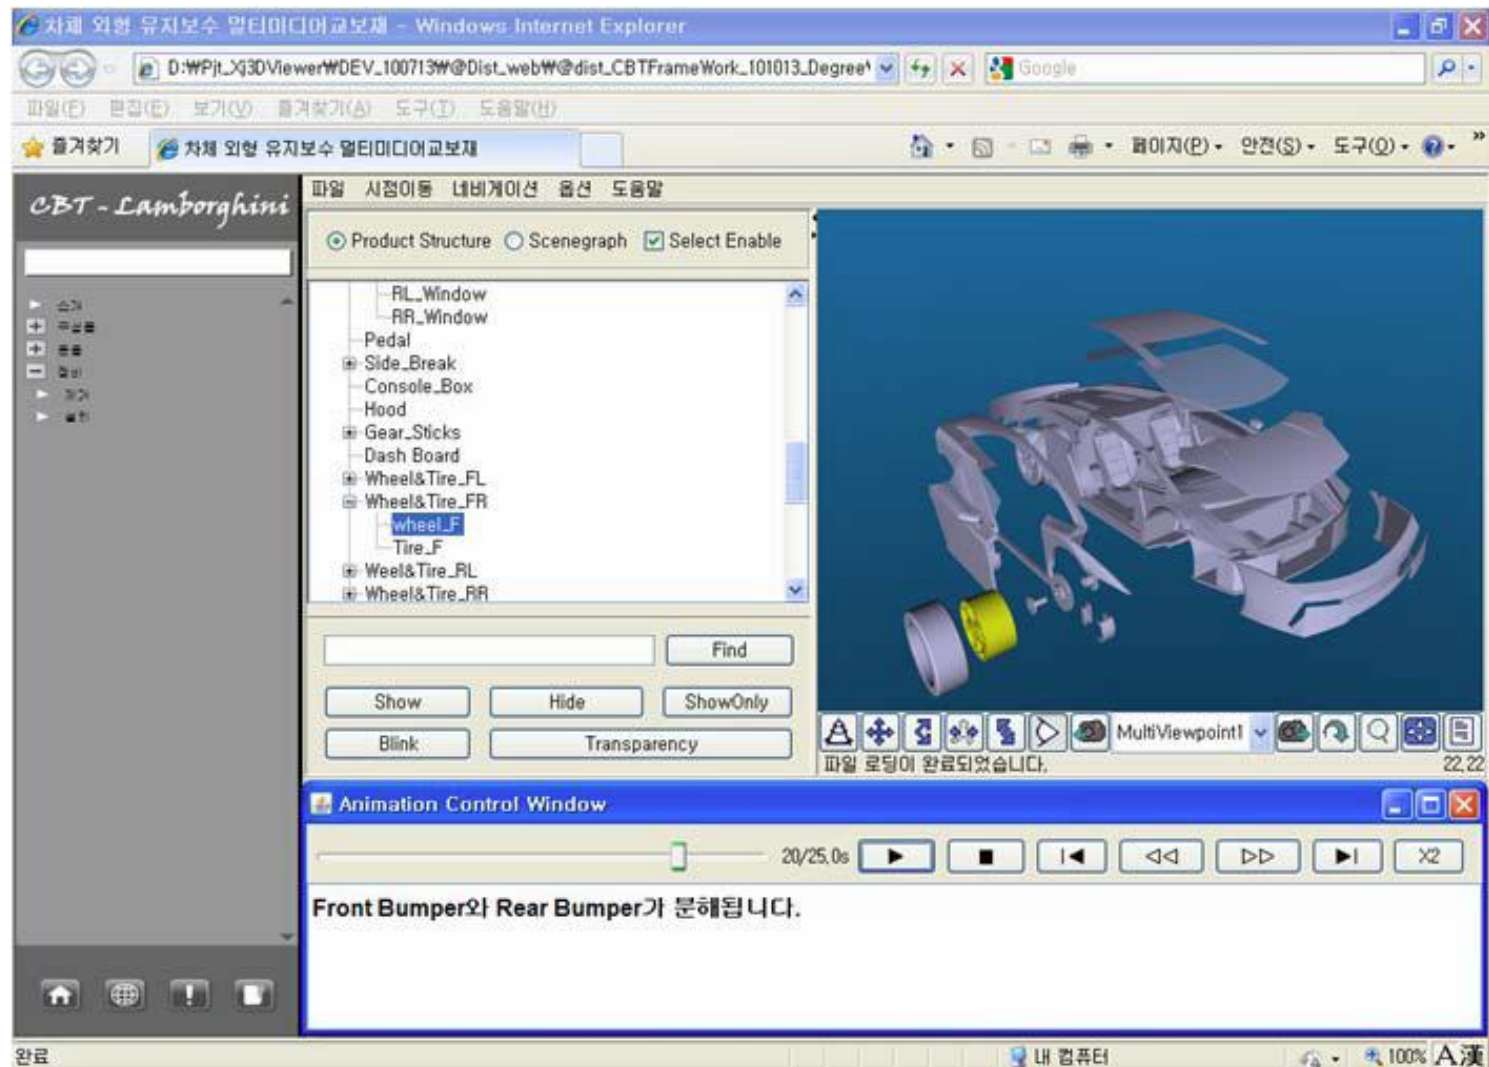 차체 외형 유지보수 멀티미디어교보재 - Windows Internet Explorer
D:₩Pjt_Xj3DViewer₩DEV_100713₩@Dist_web₩@dist_CBTFrameWork_101013_Degree
Google
파일(F) 편집(E) 보기(V) 즐겨찾기(A) 도구(T) 도움말(H)
즐겨찾기 차체 외형 유지보수 멀티미디어교보재 페이지(P) 안전(S) 도구(O)
CBT - Lamborghini
파일 시점이동 네비게이션 옵션 도움말
Product Structure Scenegraph Select Enable
RL_Window
RR_Window
Pedal
Side_Break
Console_Box
Hood
Gear_Sticks
Dash Board
Wheel&Tire_FL
Wheel&Tire_FR
wheel_F
Tire_F
Weel&Tire_RL
Wheel&Tire_RR
Find
Show Hide ShowOnly
Blink Transparency
MultiViewpoint1
파일 로딩이 완료되었습니다. 22,22
Animation Control Window
20/25.0s X2
Front Bumper와 Rear Bumper가 분해됩니다.
완료 내 컴퓨터 100% A漢